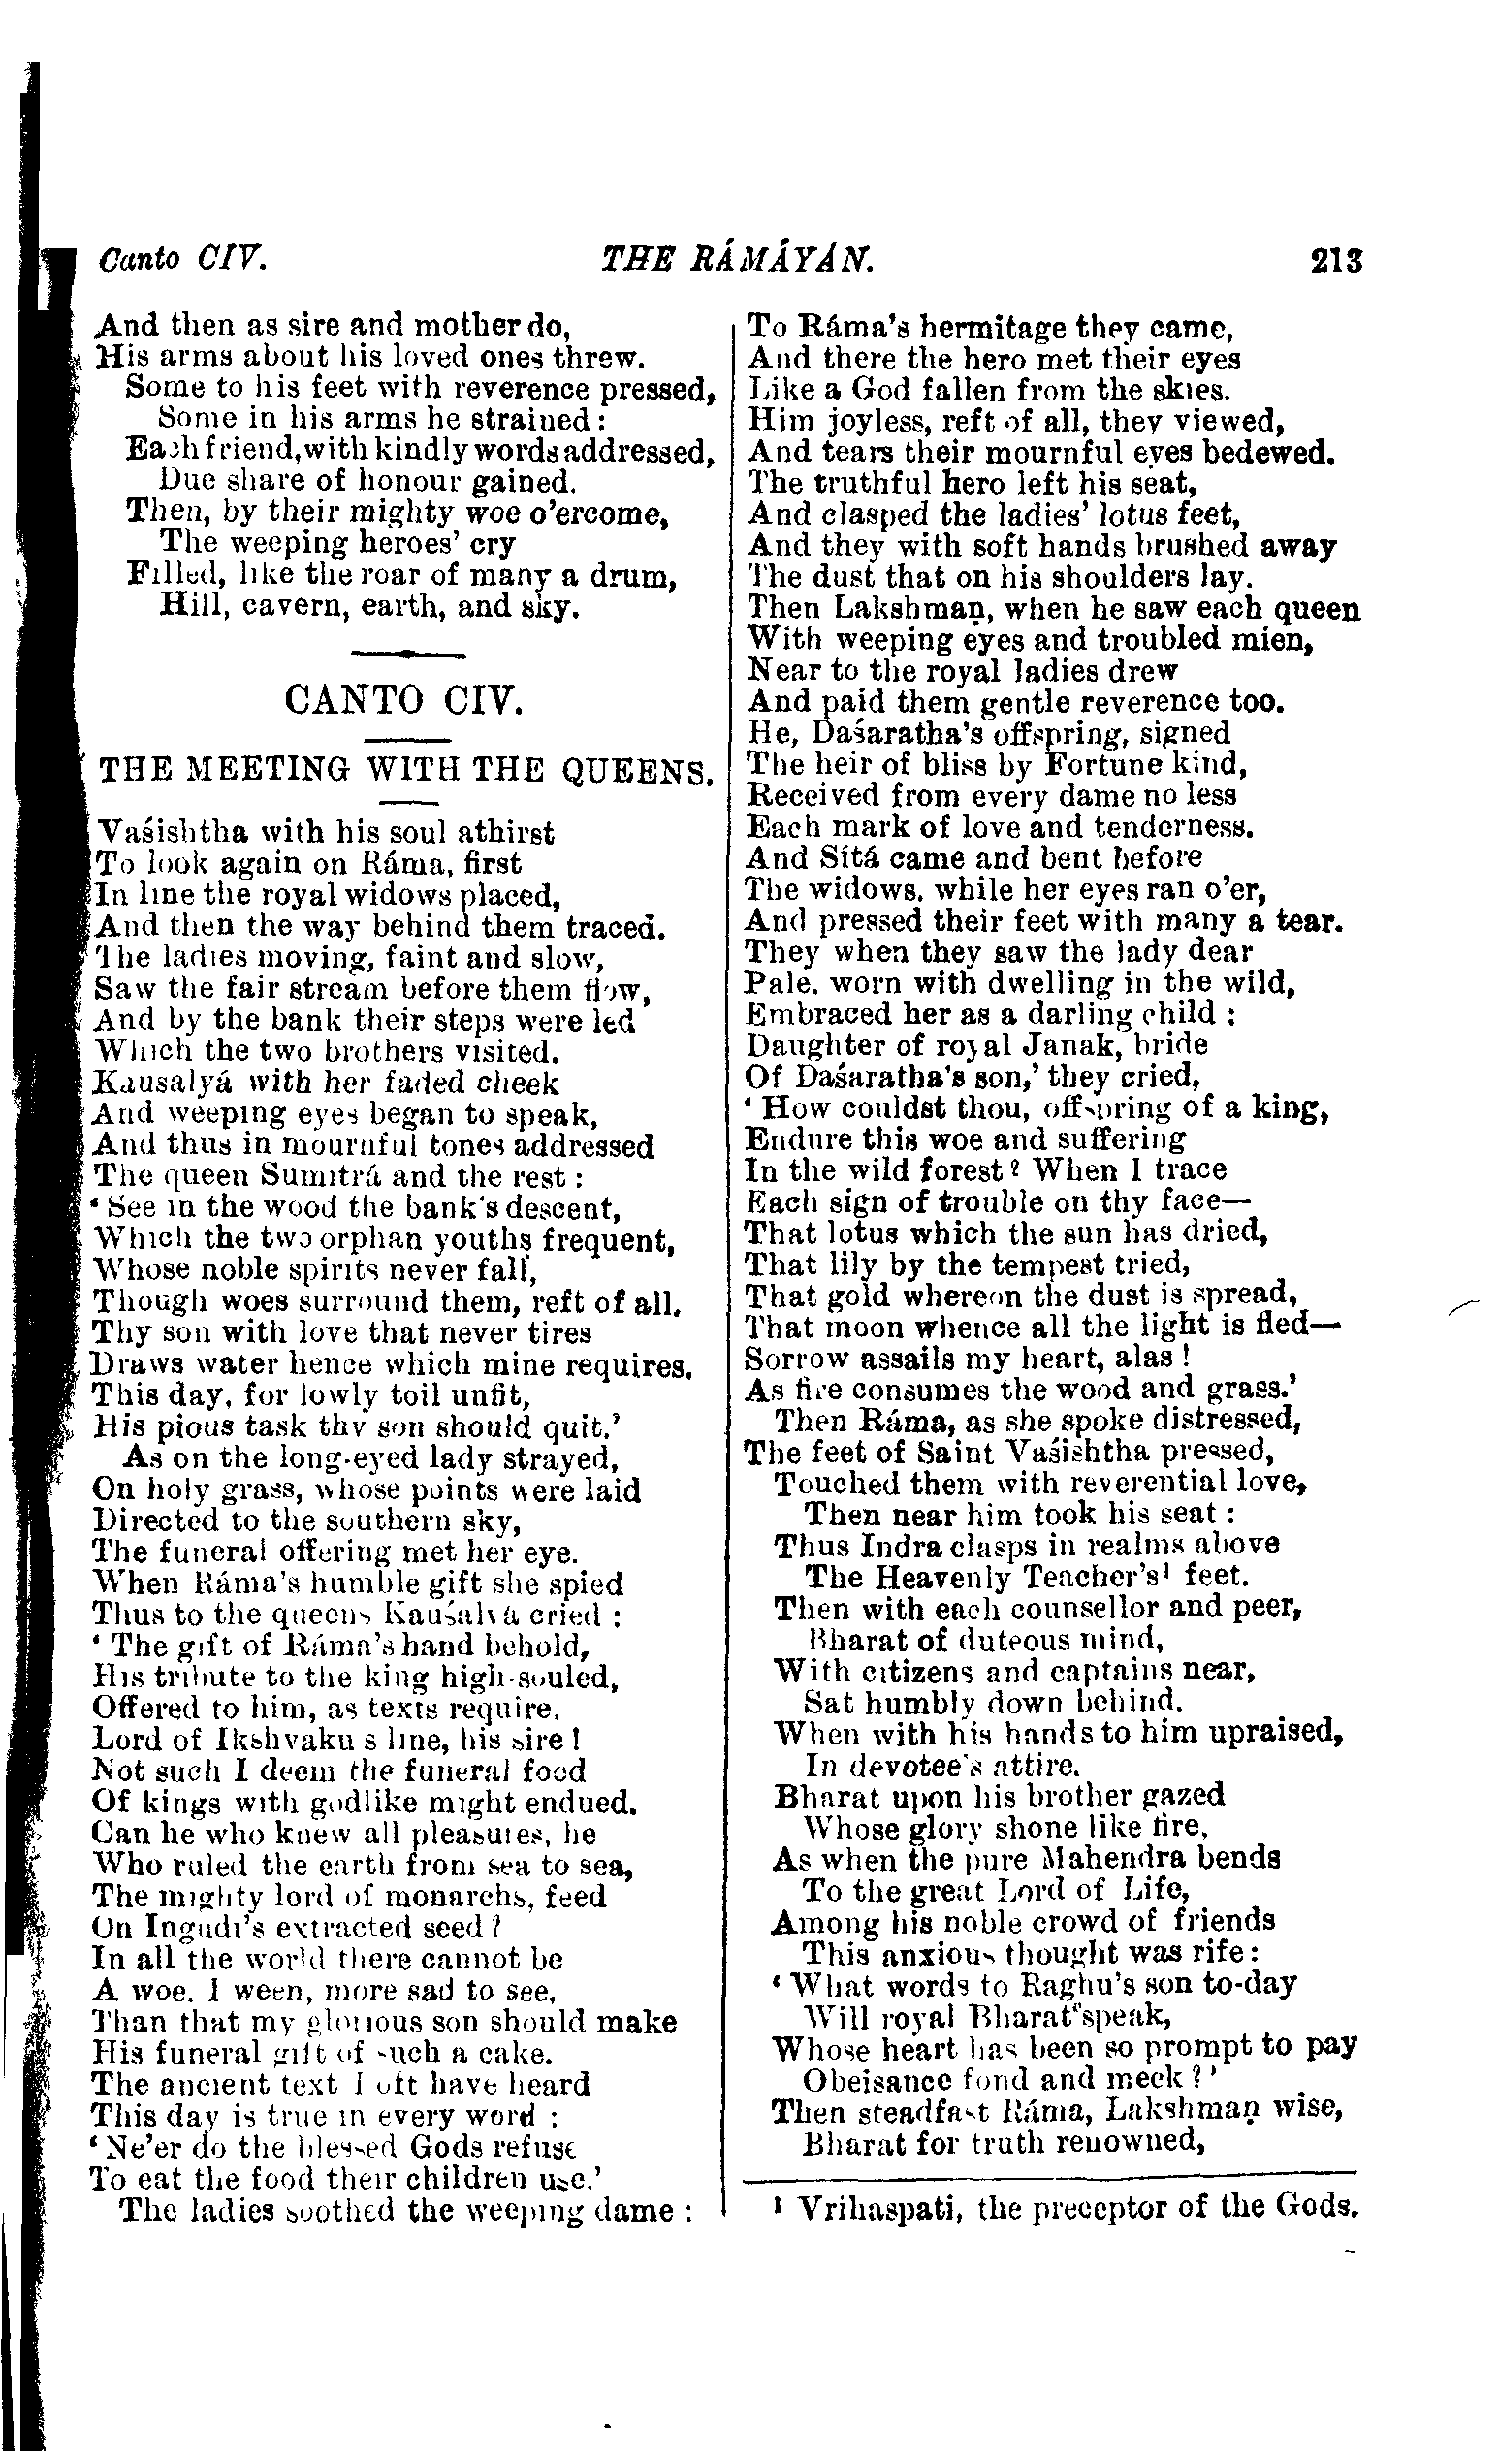 Canto CIV. THE RÁMÁYÁN. 213
And then as sire and mother do,
His arms about his loved ones threw.
Some to his feet with reverence pressed,
Some in his arms he strained:
Each friend, with kindly words addressed,
Due share of honour gained.
Then, by their mighty woe o'ercome,
The weeping heroes' cry
Filled, like the roar of many a drum,
Hill, cavern, earth, and sky.
CANTO CIV.
THE MEETING WITH THE QUEENS.
Vaśishtha with his soul athirst
To look again on Ráma, first
In line the royal widows placed,
And then the way behind them traced.
The ladies moving, faint and slow,
Saw the fair stream before them flow,
And by the bank their steps were led
Which the two brothers visited.
Kausalyá with her faded cheek
And weeping eyes began to speak,
And thus in mournful tones addressed
The queen Sumitrá and the rest:
'See in the wood the bank's descent,
Which the two orphan youths frequent,
Whose noble spirits never fall,
Though woes surround them, reft of all.
Thy son with love that never tires
Draws water hence which mine requires.
This day, for lowly toil unfit,
His pious task thy son should quit.'
As on the long-eyed lady strayed,
On holy grass, whose points were laid
Directed to the southern sky,
The funeral offering met her eye.
When Ráma's humble gift she spied
Thus to the queens Kauśalyá cried:
'The gift of Ráma's hand behold,
His tribute to the king high-souled,
Offered to him, as texts require,
Lord of Ikshvaku s line, his sire!
Not such I deem the funeral food
Of kings with godlike might endued.
Can he who knew all pleasures, he
Who ruled the earth from sea to sea,
The mighty lord of monarchs, feed
On Ingudi's extracted seed?
In all the world there cannot be
A woe, I ween, more sad to see,
Than that my glorious son should make
His funeral gift of such a cake.
The ancient text I oft have heard
This day is true in every word:
'Ne'er do the blessed Gods refuse
To eat the food their children use.'
The ladies soothed the weeping dame:
To Ráma's hermitage they came,
And there the hero met their eyes
Like a God fallen from the skies.
Him joyless, reft of all, they viewed,
And tears their mournful eyes bedewed.
The truthful hero left his seat,
And clasped the ladies' lotus feet,
And they with soft hands brushed away
The dust that on his shoulders lay.
Then Lakshmaṇ, when he saw each queen
With weeping eyes and troubled mien,
Near to the royal ladies drew
And paid them gentle reverence too.
He, Daśaratha's offspring, signed
The heir of bliss by Fortune kind,
Received from every dame no less
Each mark of love and tenderness.
And Sítá came and bent before
The widows, while her eyes ran o'er,
And pressed their feet with many a tear.
They when they saw the lady dear
Pale, worn with dwelling in the wild,
Embraced her as a darling child:
Daughter of royal Janak, bride
Of Daśaratha's son,' they cried,
'How couldst thou, offspring of a king,
Endure this woe and suffering
In the wild forest? When I trace
Each sign of trouble on thy face—
That lotus which the sun has dried,
That lily by the tempest tried,
That gold whereon the dust is spread,
That moon whence all the light is fled—
Sorrow assails my heart, alas!
As fire consumes the wood and grass.'
Then Ráma, as she spoke distressed,
The feet of Saint Vaśishtha pressed,
Touched them with reverential love,
Then near him took his seat:
Thus Indra clasps in realms above
The Heavenly Teacher's¹ feet.
Then with each counsellor and peer,
Bharat of duteous mind,
With citizens and captains near,
Sat humbly down behind.
When with his hands to him upraised,
In devotee's attire,
Bharat upon his brother gazed
Whose glory shone like fire,
As when the pure Mahendra bends
To the great Lord of Life,
Among his noble crowd of friends
This anxious thought was rife:
'What words to Raghu's son to-day
Will royal Bharat speak,
Whose heart has been so prompt to pay
Obeisance fond and meek?'
Then steadfast Ráma, Lakshmaṇ wise,
Bharat for truth renowned,
¹ Vrihaspati, the preceptor of the Gods.